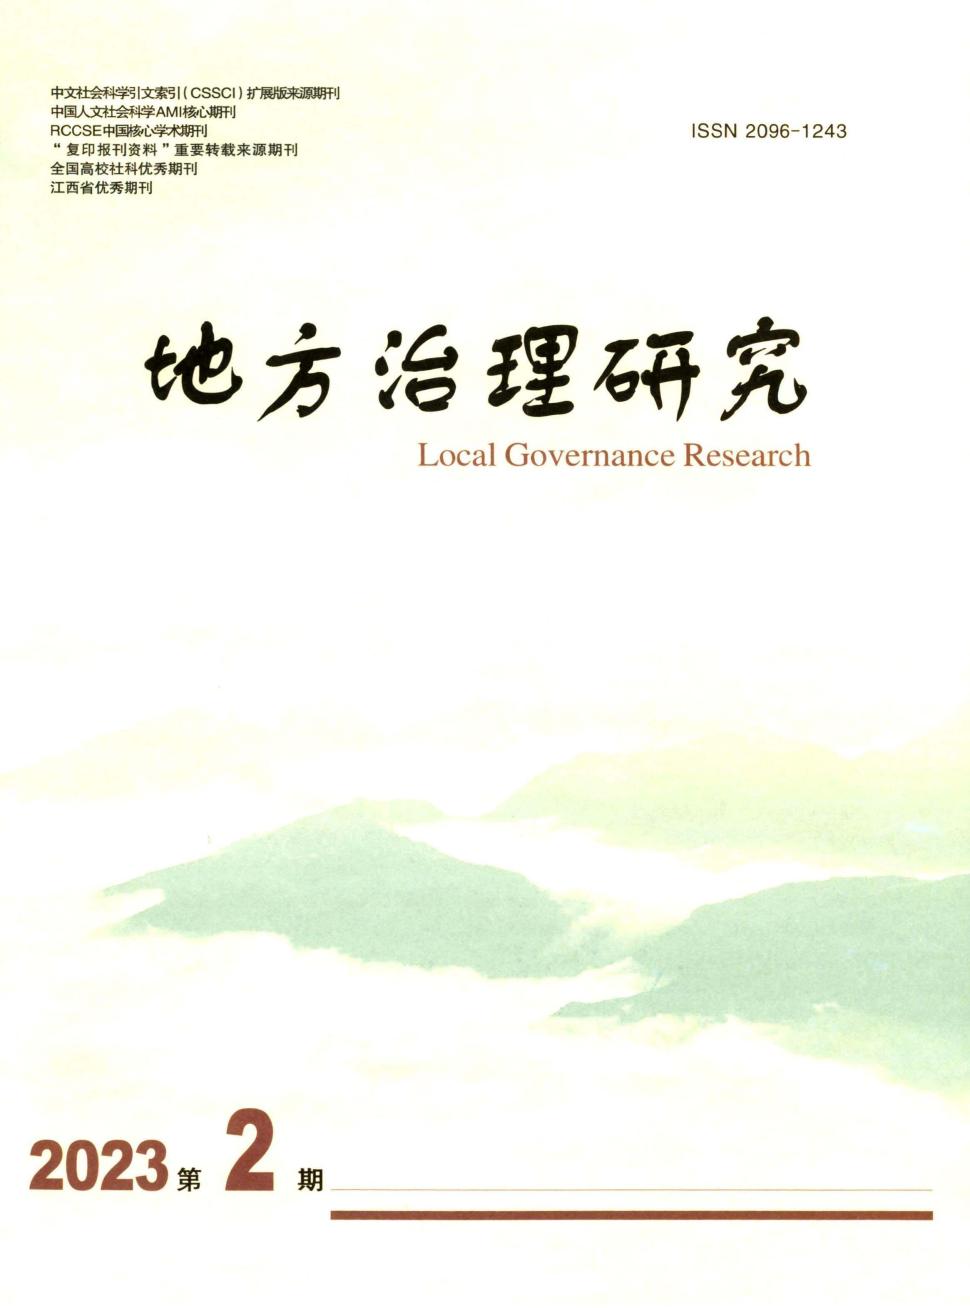 中文社会科学引文索引(CSSCI)扩展版来源期刊
中国人文社会科学AMI核心期刊
RCCSE中国核心学术期刊
“复印报刊资料”重要转载来源期刊
全国高校社科优秀期刊
江西省优秀期刊
ISSN 2096-1243
地方治理研究
Local Governance Research
2023第2期